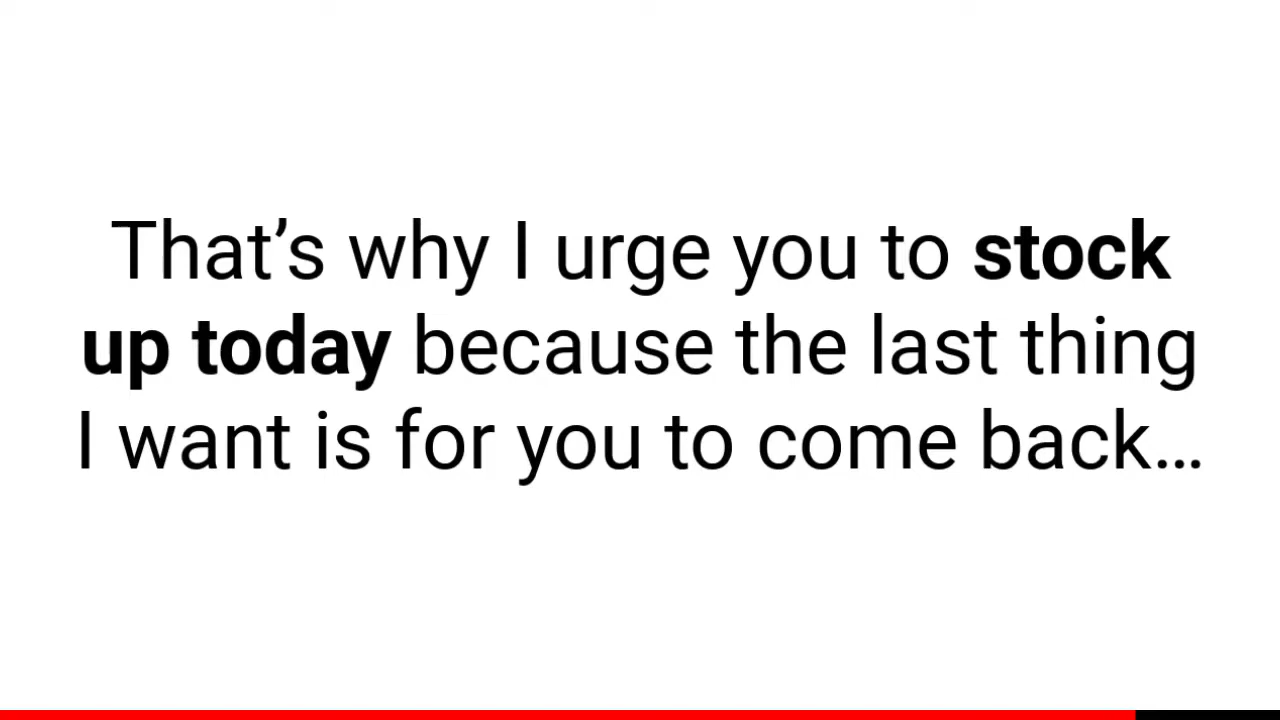 That’s why I urge you to stock
up today because the last thing
I want is for you to come back…